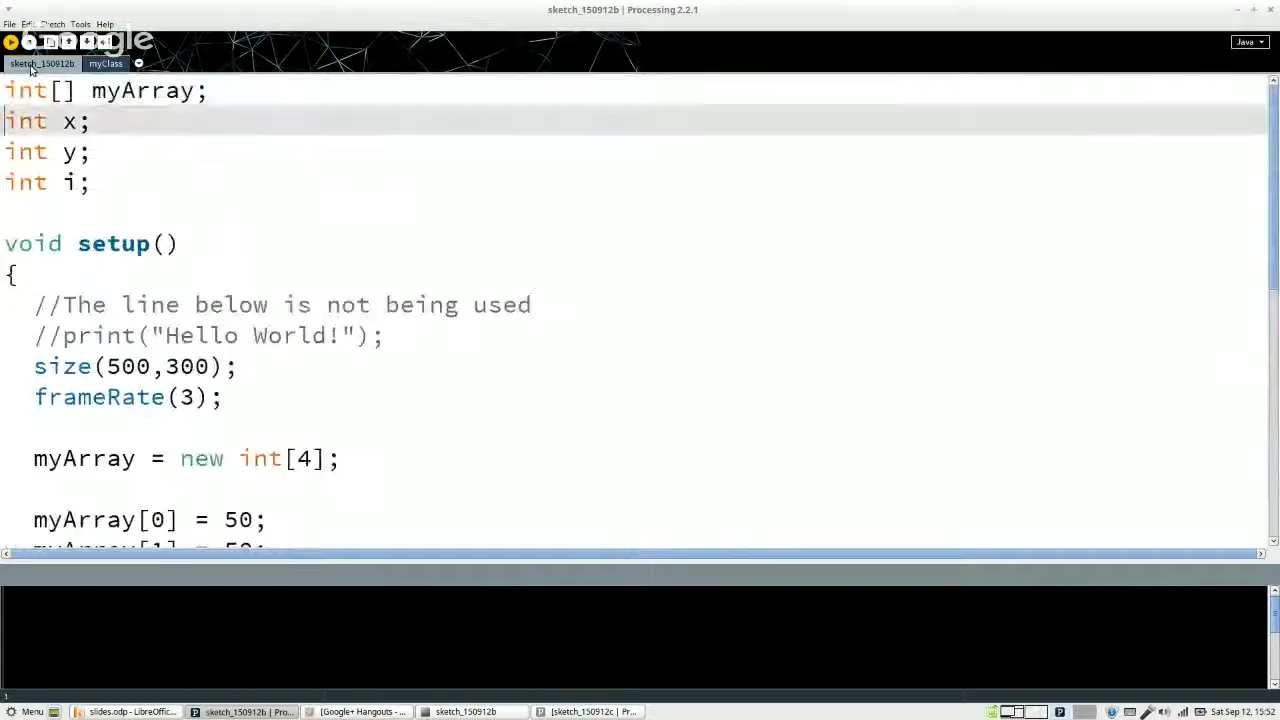 sketch_150912b | Processing 2.2.1
File Edit Sketch Tools Help
Google
Java
sketch_150912b myClass
int[] myArray;
int x;
int y;
int i;
void setup()
{
//The line below is not being used
//print("Hello World!");
size(500,300);
frameRate(3);
myArray = new int[4];
myArray[0] = 50;
1
Menu slides.odp - LibreOffic... sketch_150912b | Pro... [Google+ Hangouts - ... sketch_150912b [sketch_150912c | Pr... Sat Sep 12, 15:52